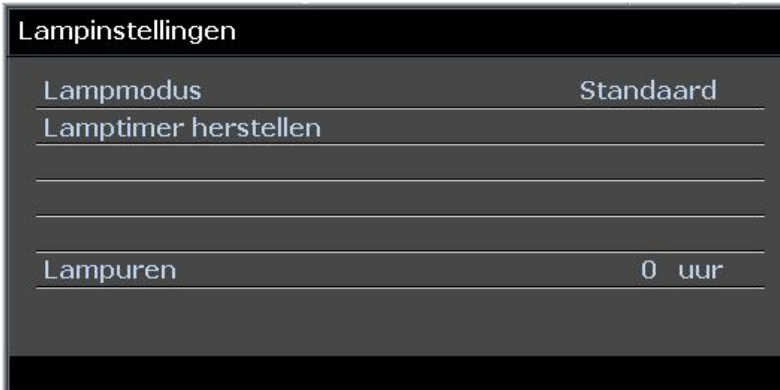 Lampinstellingen
Lampmodus Standaard
Lamptimer herstellen
Lampuren 0 uur